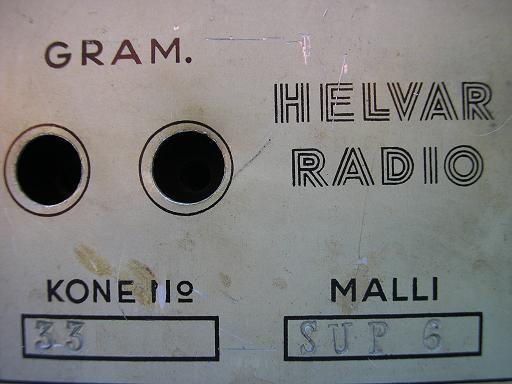 GRAM.
HELVAR
RADIO
KONE No
33
MALLI
SUP 6